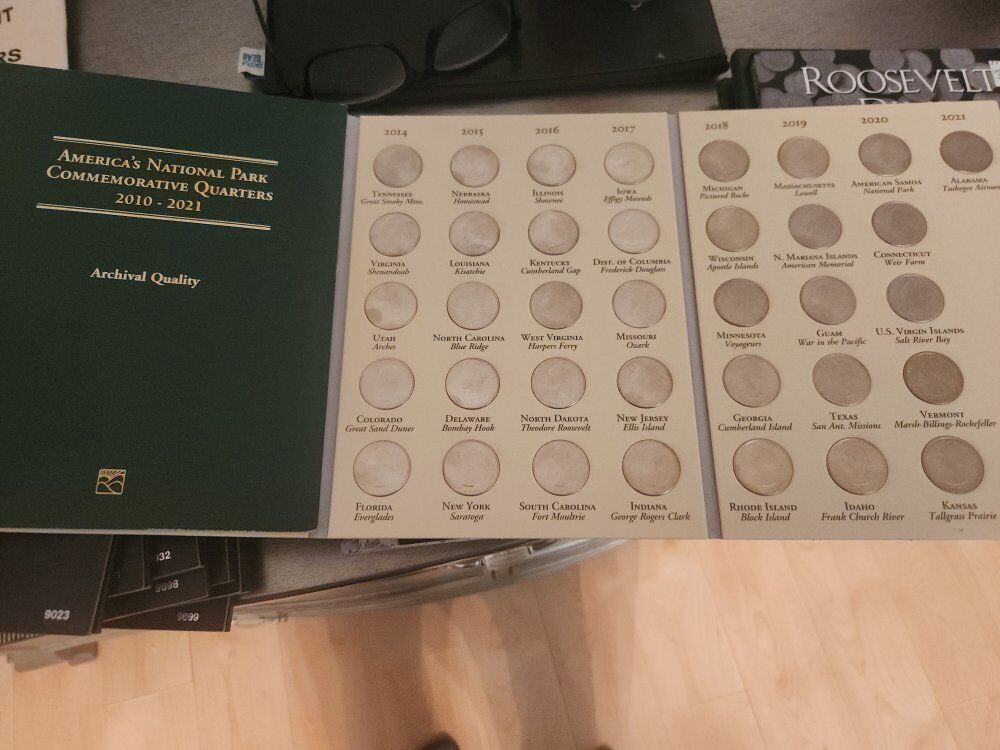 RS
AMERICA'S NATIONAL PARK
COMMEMORATIVE QUARTERS
2010 - 2021
Archival Quality
2014 2015 2016 2017
TENNESSEE NEBRASKA ILLINOIS IOWA
Great Smoky Mtns. Homestead Shawnee Effigy Mounds
VIRGINIA LOUISIANA KENTUCKY DIST. OF COLUMBIA
Shenandoah Kisatchie Cumberland Gap Frederick Douglass
UTAH NORTH CAROLINA WEST VIRGINIA MISSOURI
Arches Blue Ridge Harpers Ferry Ozark
COLORADO DELAWARE NORTH DAKOTA NEW JERSEY
Great Sand Dunes Bombay Hook Theodore Roosevelt Ellis Island
FLORIDA NEW YORK SOUTH CAROLINA INDIANA
Everglades Saratoga Fort Moultrie George Rogers Clark
ROOSEVELT
2018 2019 2020 2021
MICHIGAN MASSACHUSETTS AMERICAN SAMOA ALABAMA
Pictured Rocks Lowell National Park Tuskegee Airmen
WISCONSIN N. MARIANA ISLANDS CONNECTICUT
Apostle Islands American Memorial Weir Farm
MINNESOTA GUAM U.S. VIRGIN ISLANDS
Voyageurs War in the Pacific Salt River Bay
GEORGIA TEXAS VERMONT
Cumberland Island San Ant. Missions Marsh-Billings-Rockefeller
RHODE ISLAND IDAHO KANSAS
Block Island Frank Church River Tallgrass Prairie
9023
9698
9699